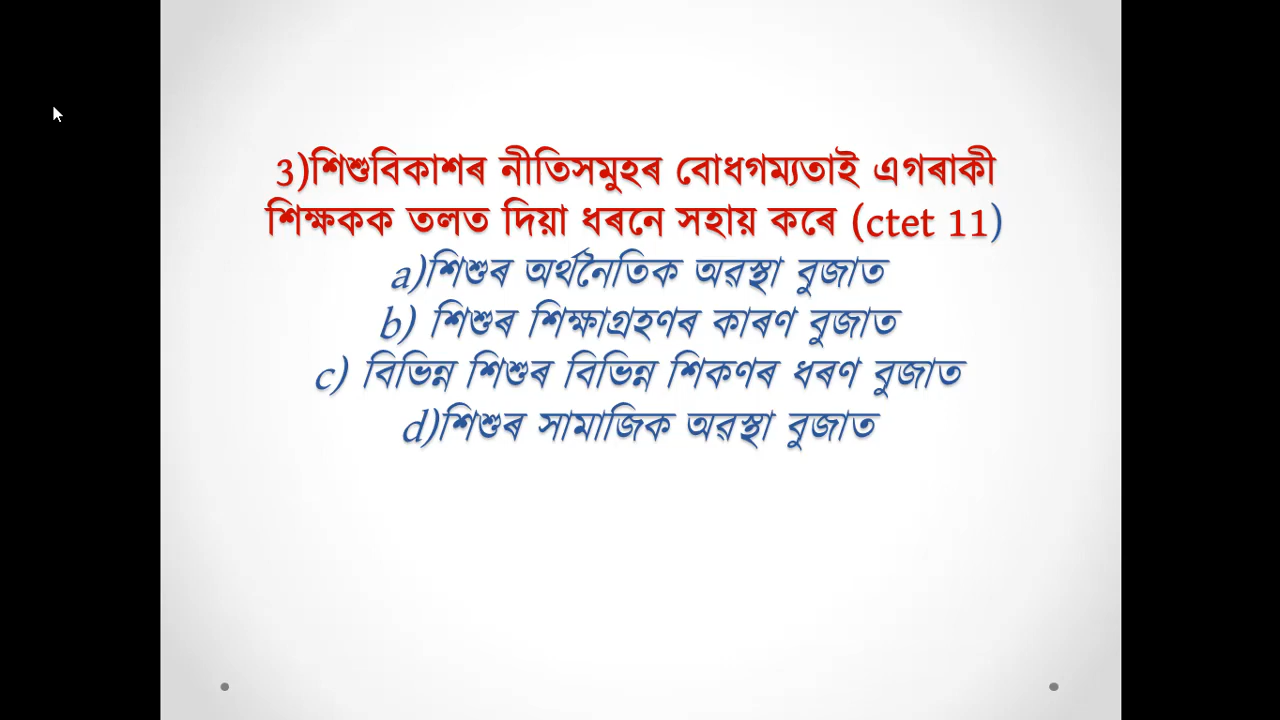 3)শিশুবিকাশৰ নীতিসমুহৰ বোধগম্যতাই এগৰাকী
শিক্ষকক তলত দিয়া ধৰনে সহায় কৰে (ctet 11)
a)শিশুৰ অৰ্থনৈতিক অৱস্থা বুজাত
b) শিশুৰ শিক্ষাগ্ৰহণৰ কাৰণ বুজাত
c) বিভিন্ন শিশুৰ বিভিন্ন শিকণৰ ধৰণ বুজাত
d)শিশুৰ সামাজিক অৱস্থা বুজাত